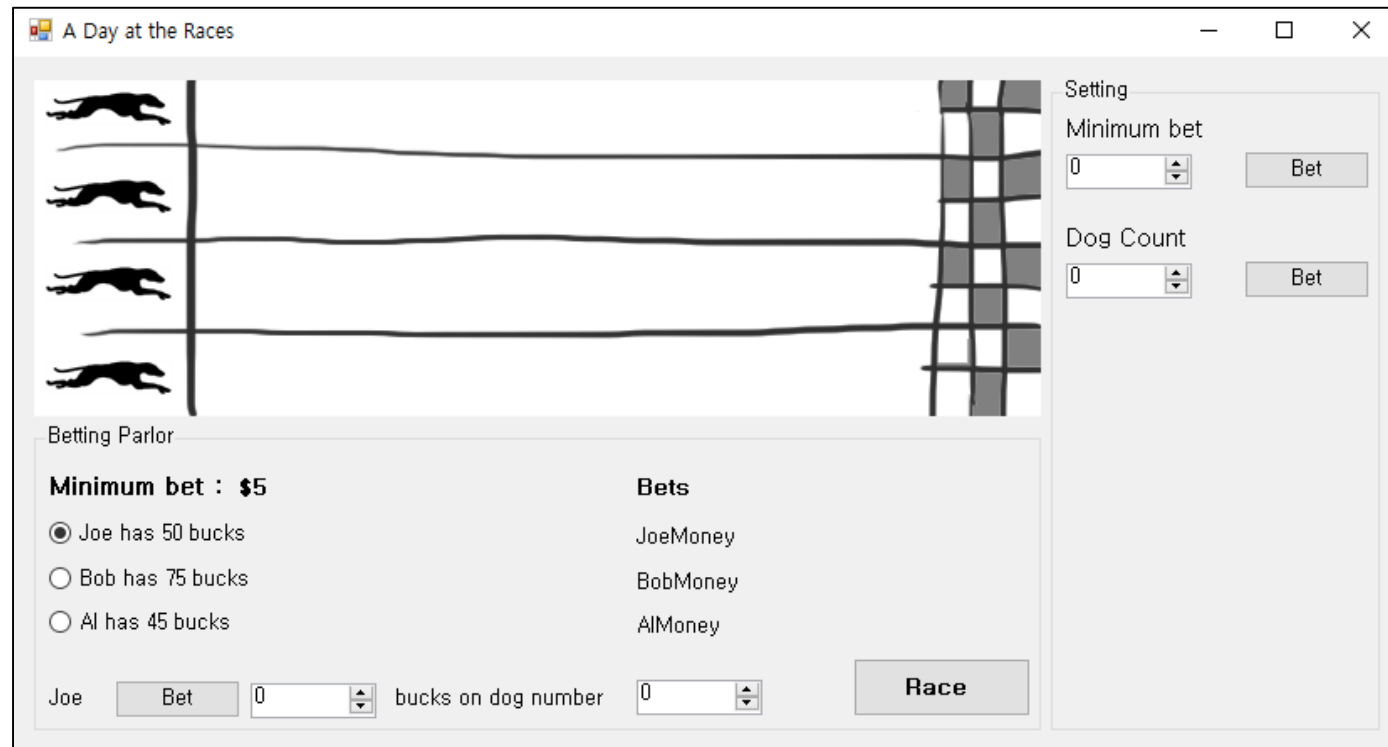 A Day at the Races
Setting
Minimum bet
0 Bet
Dog Count
0 Bet
Betting Parlor
Minimum bet : $5 Bets
Joe has 50 bucks JoeMoney
Bob has 75 bucks BobMoney
Al has 45 bucks AlMoney
Joe Bet 0 bucks on dog number 0 Race